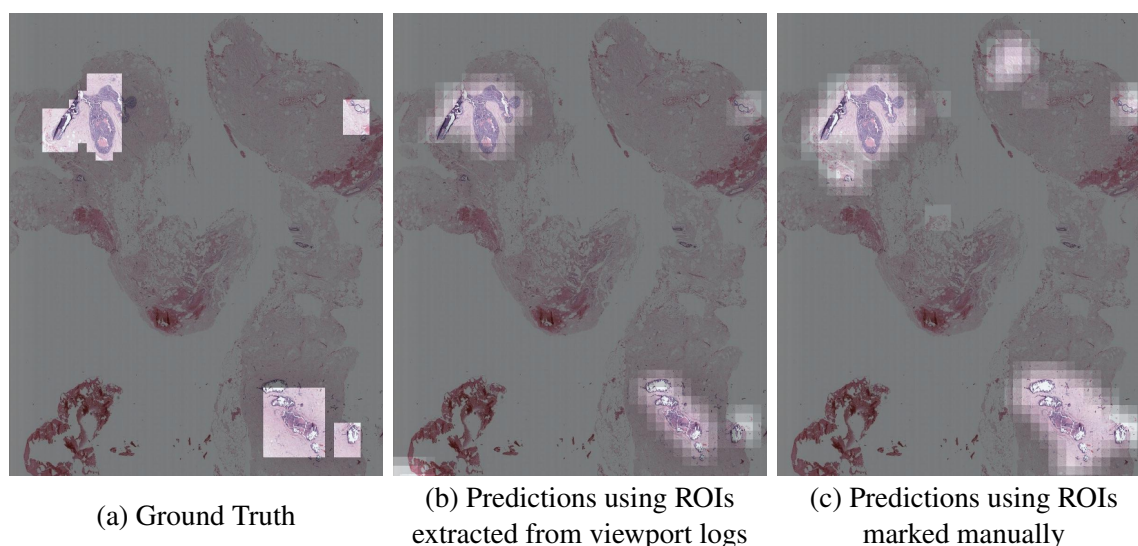 (a) Ground Truth
(b) Predictions using ROIs
extracted from viewport logs
(c) Predictions using ROIs
marked manually